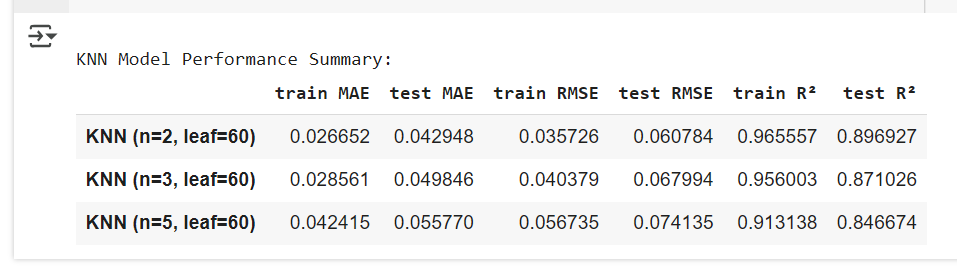 KNN Model Performance Summary:
train MAE test MAE train RMSE test RMSE train R² test R²
KNN (n=2, leaf=60) 0.026652 0.042948 0.035726 0.060784 0.965557 0.896927
KNN (n=3, leaf=60) 0.028561 0.049846 0.040379 0.067994 0.956003 0.871026
KNN (n=5, leaf=60) 0.042415 0.055770 0.056735 0.074135 0.913138 0.846674